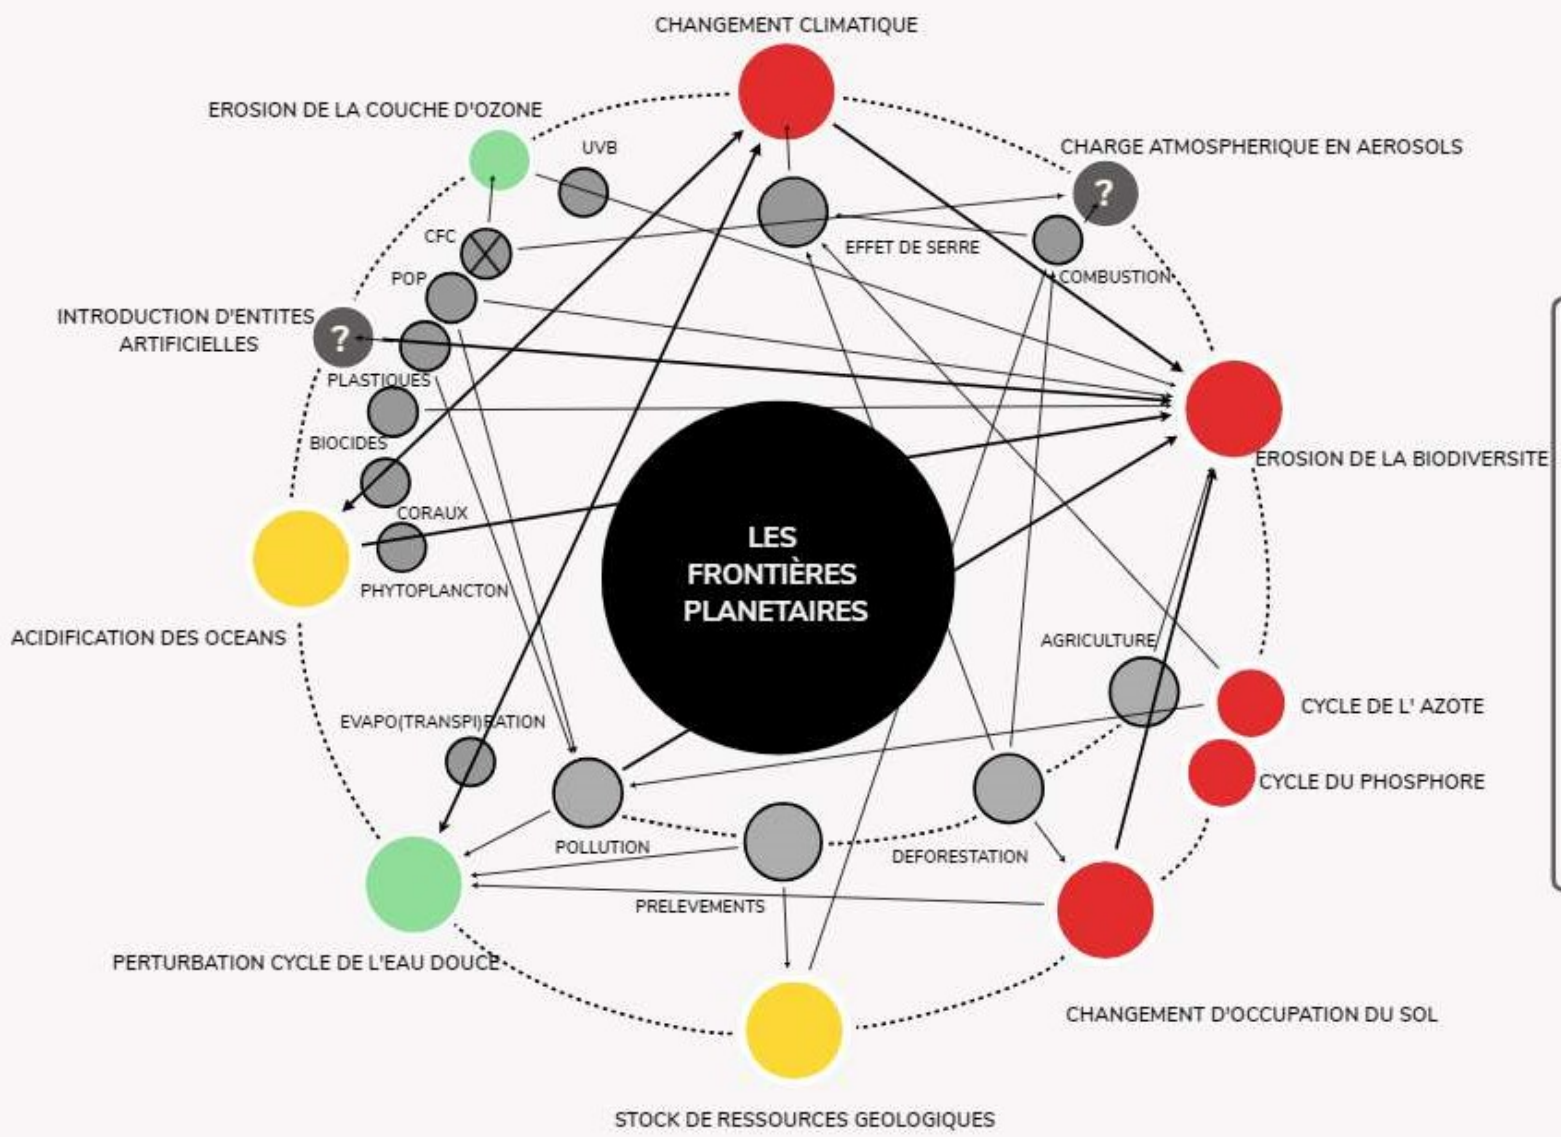 CHANGEMENT CLIMATIQUE
EROSION DE LA COUCHE D'OZONE
UVB
CHARGE ATMOSPHERIQUE EN AEROSOLS
?
CFC
EFFET DE SERRE
COMBUSTION
POP
INTRODUCTION D'ENTITES
ARTIFICIELLES
?
PLASTIQUES
BIOCIDES
EROSION DE LA BIODIVERSITE
CORAUX
PHYTOPLANCTON
LES
FRONTIÈRES
PLANETAIRES
ACIDIFICATION DES OCEANS
AGRICULTURE
CYCLE DE L' AZOTE
EVAPO(TRANSPI)RATION
CYCLE DU PHOSPHORE
POLLUTION
DEFORESTATION
PRELEVEMENTS
PERTURBATION CYCLE DE L'EAU DOUCE
CHANGEMENT D'OCCUPATION DU SOL
STOCK DE RESSOURCES GEOLOGIQUES